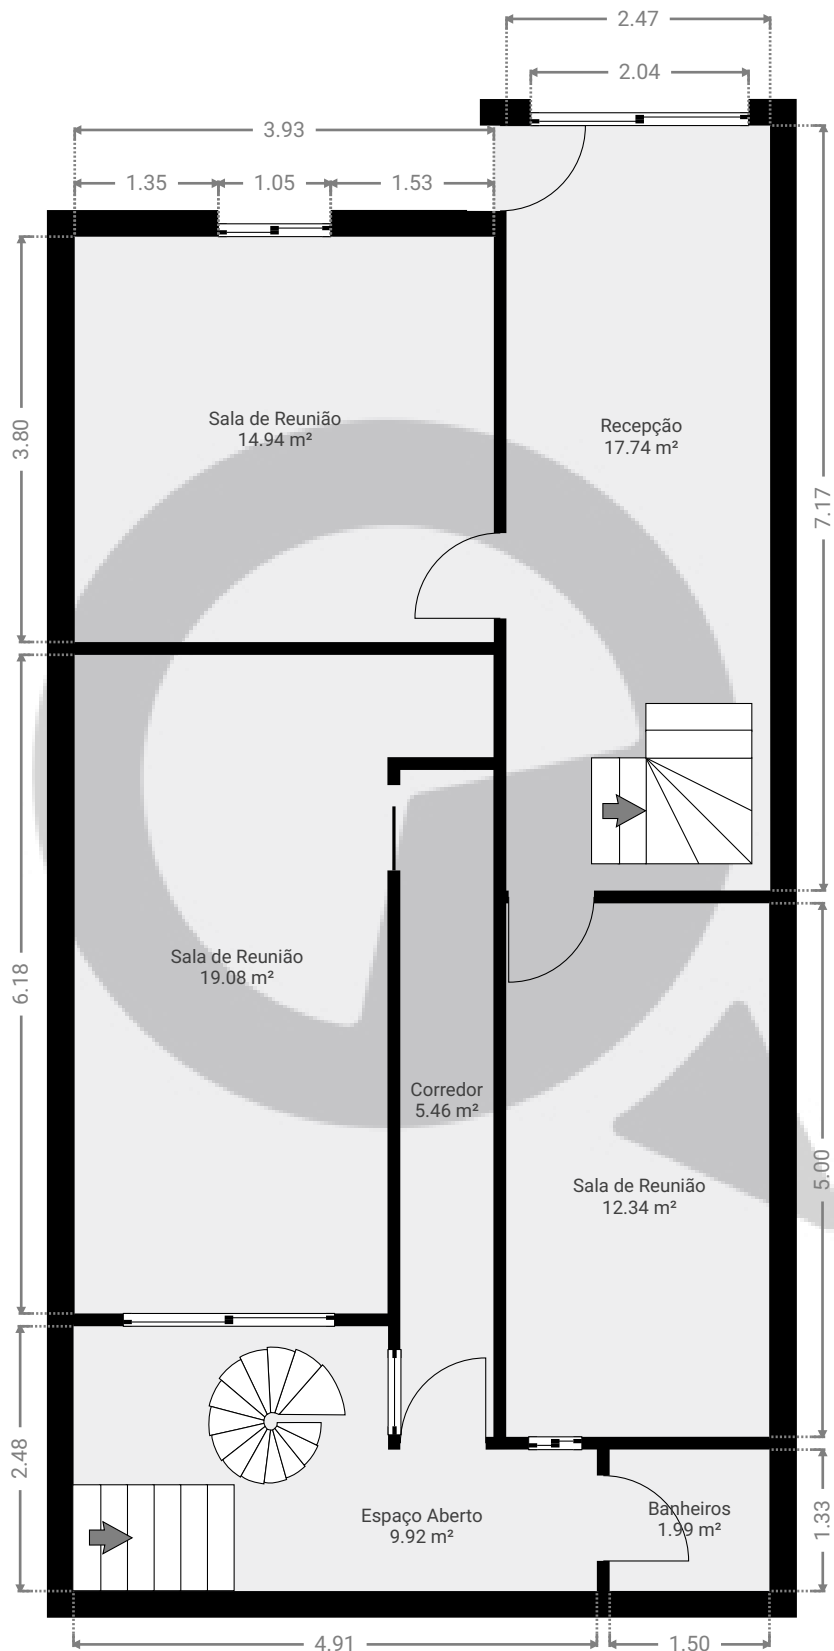 2.47
2.04
3.93
1.35
1.05
1.53
Sala de Reunião
14.94 m²
Recepção
17.74 m²
3.80
7.17
Sala de Reunião
19.08 m²
6.18
Corredor
5.46 m²
Sala de Reunião
12.34 m²
5.00
2.48
Espaço Aberto
9.92 m²
Banheiros
1.99 m²
1.33
4.91
1.50